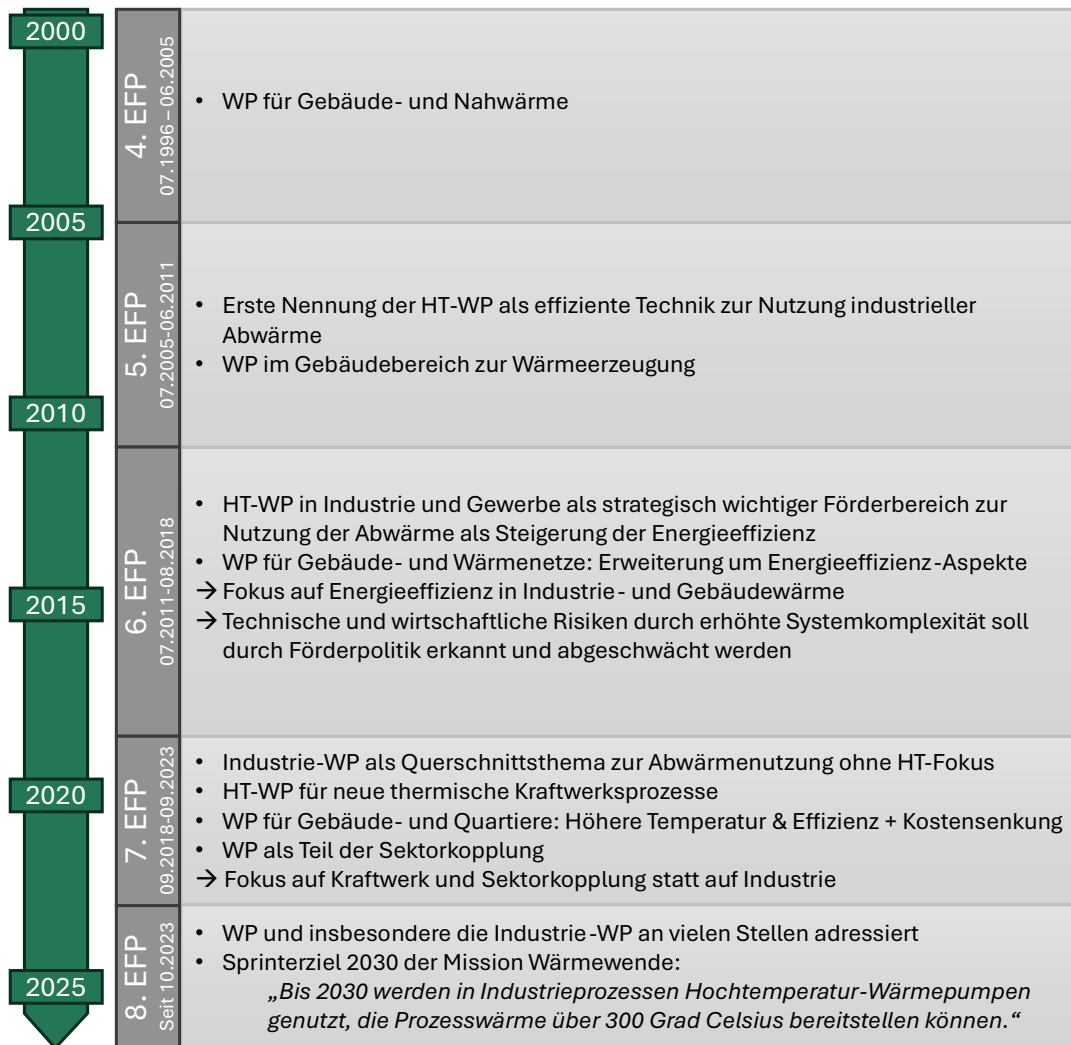 2000
4. EFP
07.1996 – 06.2005
• WP für Gebäude- und Nahwärme
2005
5. EFP
07.2005-06.2011
• Erste Nennung der HT-WP als effiziente Technik zur Nutzung industrieller
Abwärme
• WP im Gebäudebereich zur Wärmeerzeugung
2010
6. EFP
07.2011-08.2018
• HT-WP in Industrie und Gewerbe als strategisch wichtiger Förderbereich zur
Nutzung der Abwärme als Steigerung der Energieeffizienz
• WP für Gebäude- und Wärmenetze: Erweiterung um Energieeffizienz-Aspekte
→ Fokus auf Energieeffizienz in Industrie- und Gebäudewärme
→ Technische und wirtschaftliche Risiken durch erhöhte Systemkomplexität soll
durch Förderpolitik erkannt und abgeschwächt werden
2015
7. EFP
09.2018-09.2023
• Industrie-WP als Querschnittsthema zur Abwärmenutzung ohne HT-Fokus
• HT-WP für neue thermische Kraftwerksprozesse
• WP für Gebäude- und Quartiere: Höhere Temperatur & Effizienz + Kostensenkung
• WP als Teil der Sektorkopplung
→ Fokus auf Kraftwerk und Sektorkopplung statt auf Industrie
2020
8. EFP
Seit 10.2023
• WP und insbesondere die Industrie-WP an vielen Stellen adressiert
• Sprinterziel 2030 der Mission Wärmewende:
„Bis 2030 werden in Industrieprozessen Hochtemperatur-Wärmepumpen
genutzt, die Prozesswärme über 300 Grad Celsius bereitstellen können.“
2025